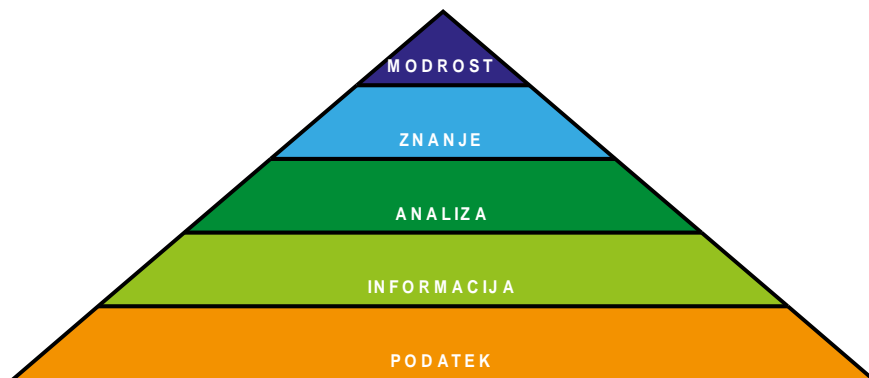 MODROST
ZNANJE
ANALIZA
INFORMACIJA
PODATEK